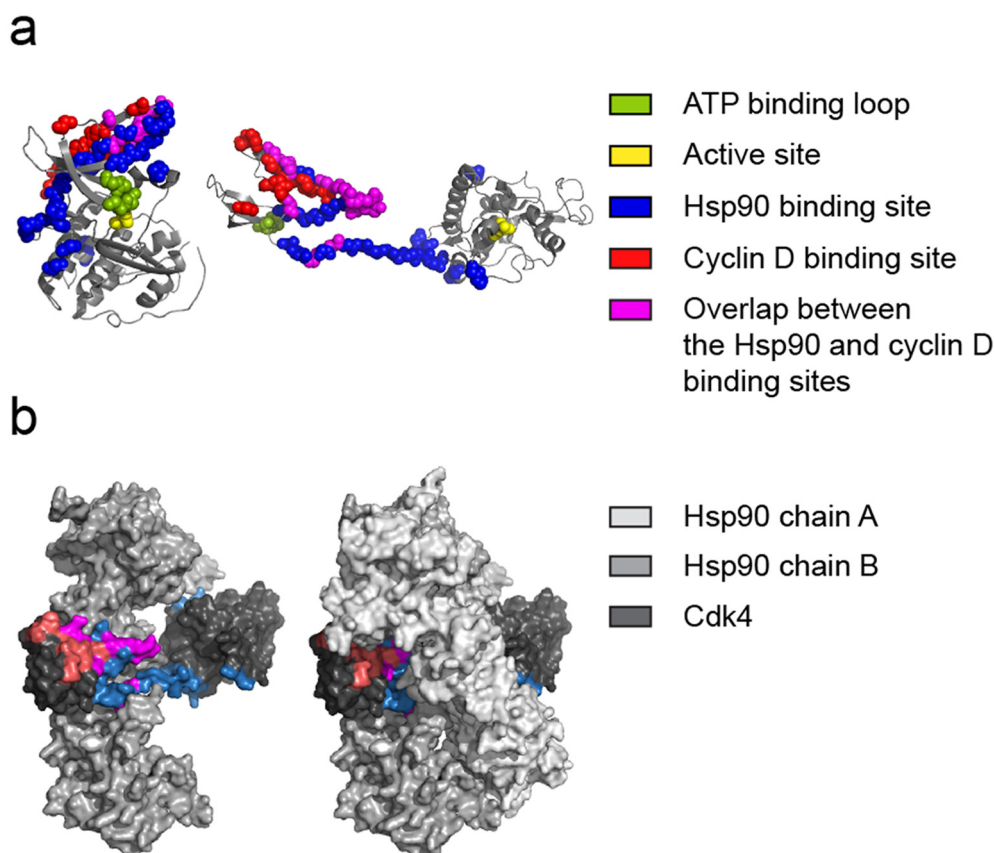 a
ATP binding loop
Active site
Hsp90 binding site
Cyclin D binding site
Overlap between
the Hsp90 and cyclin D
binding sites
b
Hsp90 chain A
Hsp90 chain B
Cdk4